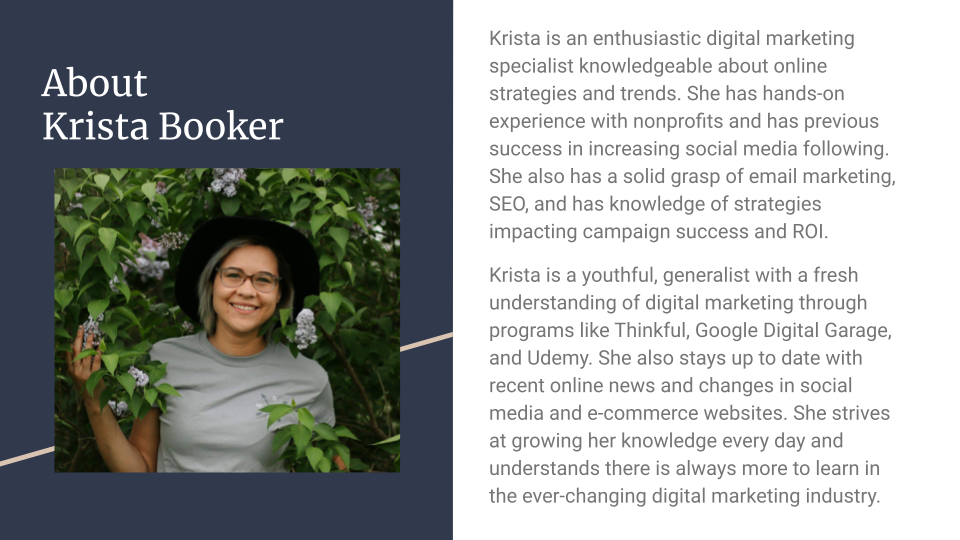 About
Krista Booker
Krista is an enthusiastic digital marketing
specialist knowledgeable about online
strategies and trends. She has hands-on
experience with nonprofits and has previous
success in increasing social media following.
She also has a solid grasp of email marketing,
SEO, and has knowledge of strategies
impacting campaign success and ROI.
Krista is a youthful, generalist with a fresh
understanding of digital marketing through
programs like Thinkful, Google Digital Garage,
and Udemy. She also stays up to date with
recent online news and changes in social
media and e-commerce websites. She strives
at growing her knowledge every day and
understands there is always more to learn in
the ever-changing digital marketing industry.